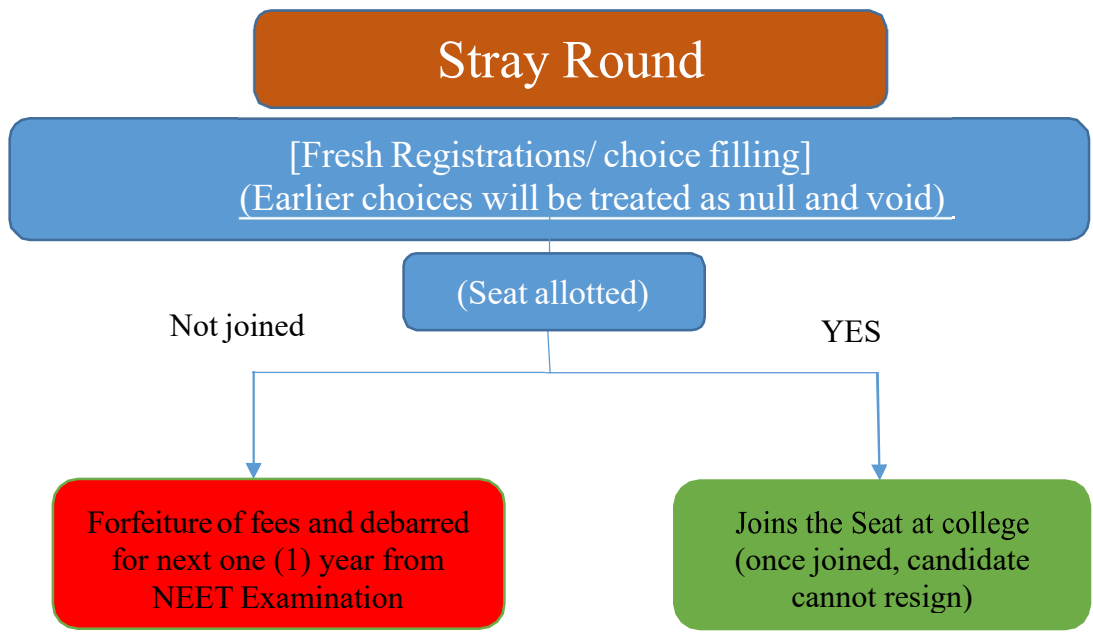 Stray Round
[Fresh Registrations/ choice filling]
(Earlier choices will be treated as null and void)
(Seat allotted)
Not joined
YES
Forfeiture of fees and debarred
for next one (1) year from
NEET Examination
Joins the Seat at college
(once joined, candidate
cannot resign)